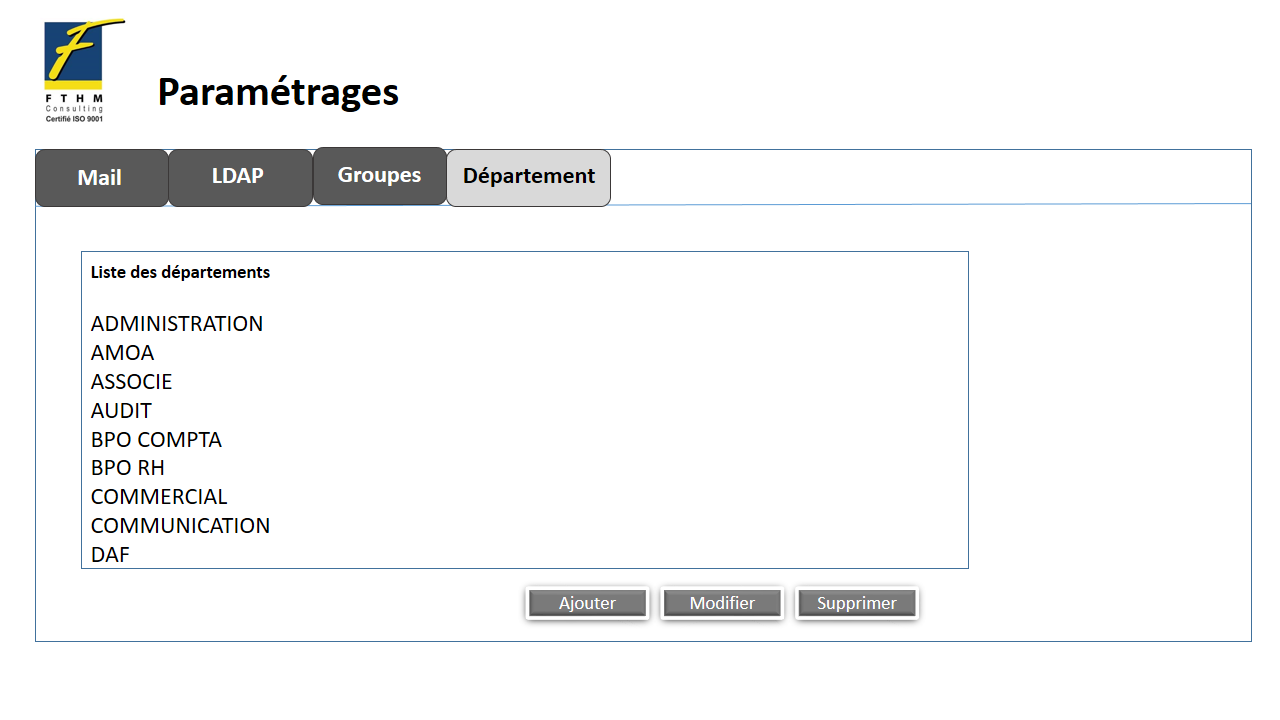 F T H M
Consulting
Certifié ISO 9001
Paramétrages
Mail
LDAP
Groupes
Département
Liste des départements
ADMINISTRATION
AMOA
ASSOCIE
AUDIT
BPO COMPTA
BPO RH
COMMERCIAL
COMMUNICATION
DAF
Ajouter
Modifier
Supprimer